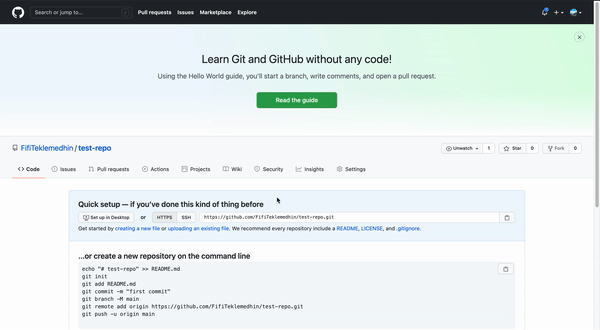 Search or jump to... /
Pull requests Issues Marketplace Explore
Learn Git and GitHub without any code!
Using the Hello World guide, you'll start a branch, write comments, and open a pull request.
Read the guide
FifiTeklemedhin / test-repo
Unwatch 1 Star 0 Fork 0
Code Issues Pull requests Actions Projects Wiki Security Insights Settings
Quick setup — if you've done this kind of thing before
Set up in Desktop or HTTPS SSH https://github.com/FifiTeklemedhin/test-repo.git
Get started by creating a new file or uploading an existing file. We recommend every repository include a README, LICENSE, and .gitignore.
...or create a new repository on the command line
echo "# test-repo" >> README.md
git init
git add README.md
git commit -m "first commit"
git branch -M main
git remote add origin https://github.com/FifiTeklemedhin/test-repo.git
git push -u origin main